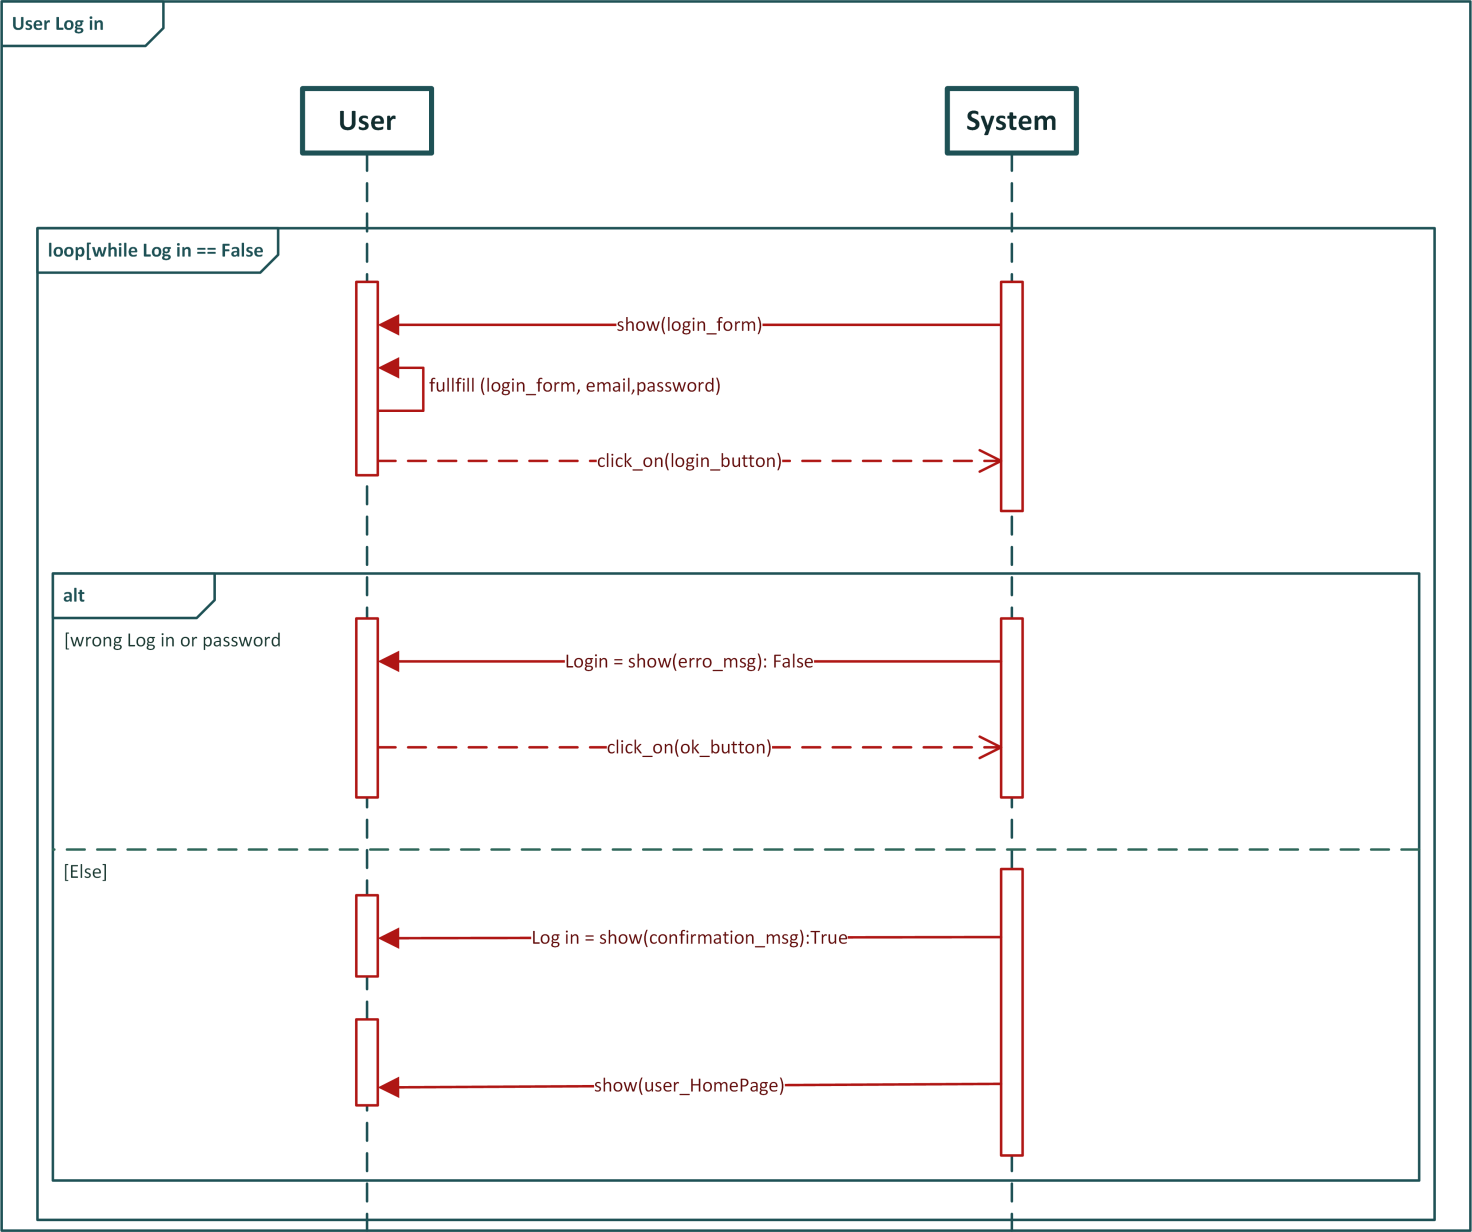 User Log in
User
System
loop[while Log in == False
show(login_form)
fullfill (login_form, email,password)
click_on(login_button)
alt
[wrong Log in or password
Login = show(erro_msg): False
click_on(ok_button)
[Else]
Log in = show(confirmation_msg):True
show(user_HomePage)